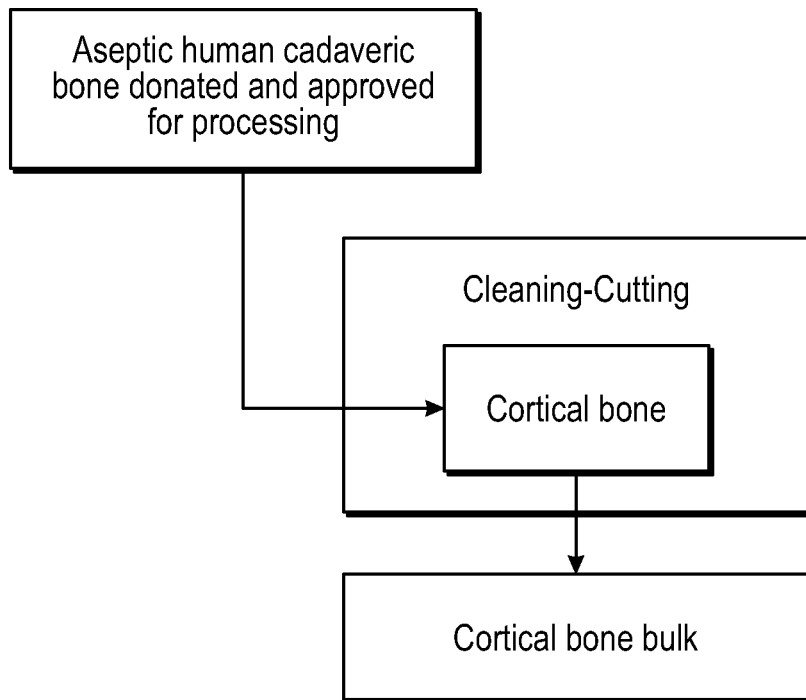 Aseptic human cadaveric
bone donated and approved
for processing
Cleaning-Cutting
Cortical bone
Cortical bone bulk